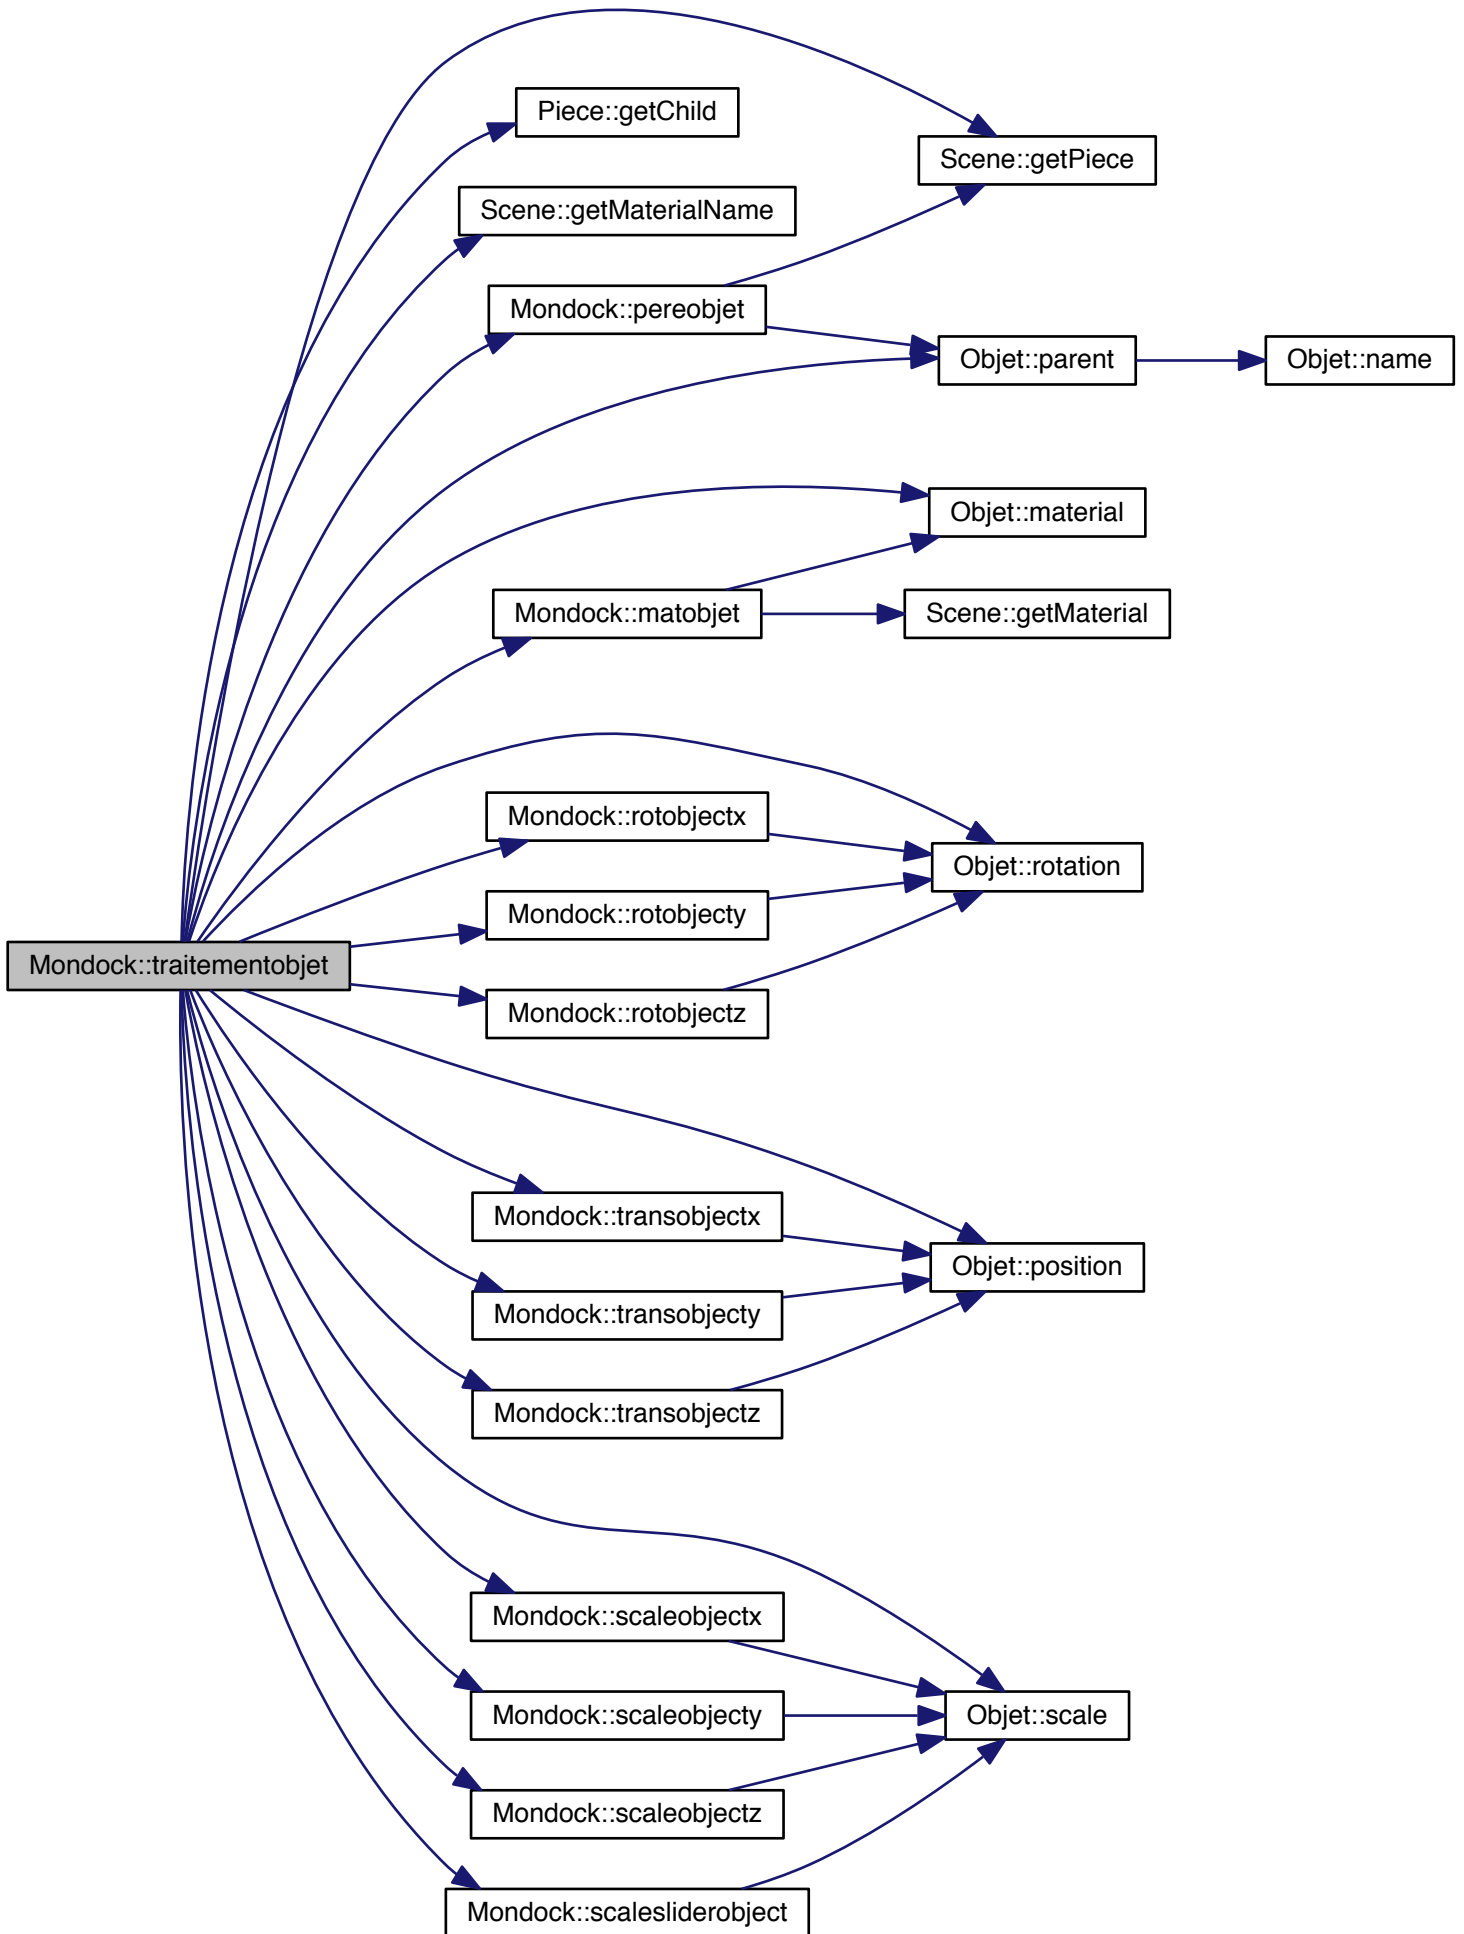 Piece::getChild
Scene::getPiece
Scene::getMaterialName
Mondock::pereobjet
Objet::parent
Objet::name
Objet::material
Mondock::matobjet
Scene::getMaterial
Mondock::rotobjectx
Objet::rotation
Mondock::rotobjecty
Mondock::traitementobjet
Mondock::rotobjectz
Mondock::transobjectx
Objet::position
Mondock::transobjecty
Mondock::transobjectz
Mondock::scaleobjectx
Mondock::scaleobjecty
Objet::scale
Mondock::scaleobjectz
Mondock::scalesliderobject